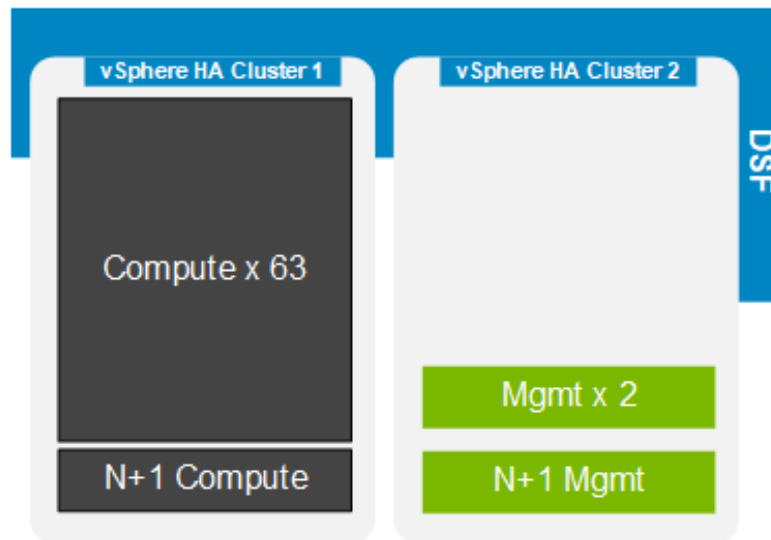 vSphere HA Cluster 1
Compute x 63
N+1 Compute
vSphere HA Cluster 2
Mgmt x 2
N+1 Mgmt
DSF